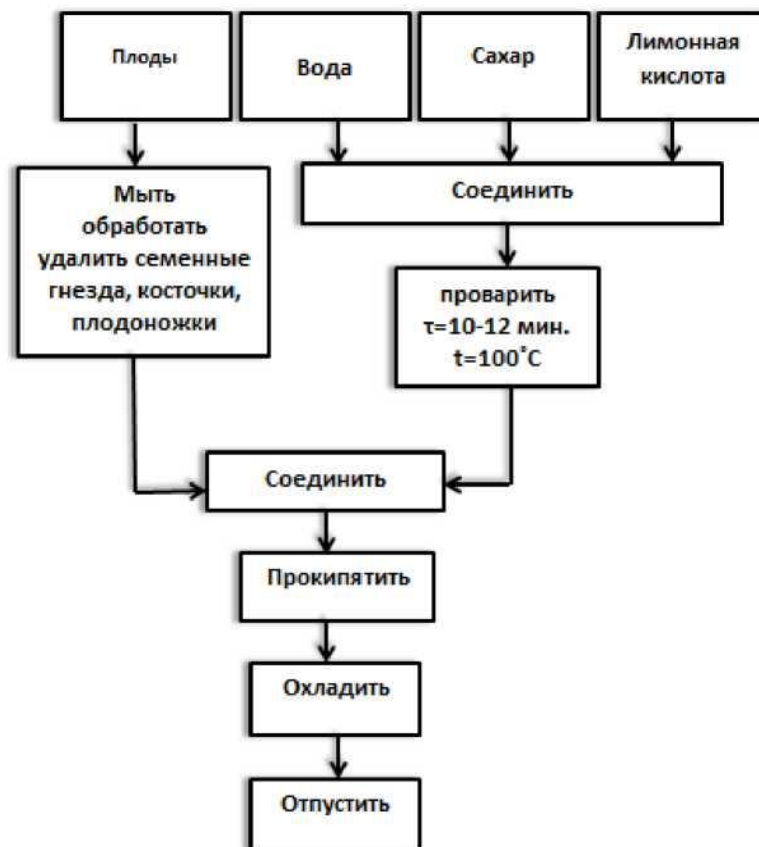 Плоды
Вода
Сахар
Лимонная
кислота
Мыть
обработать
удалить семенные
гнезда, косточки,
плодоножки
Соединить
проварить
τ=10-12 мин.
t=100˚С
Соединить
Прокипятить
Охладить
Отпустить